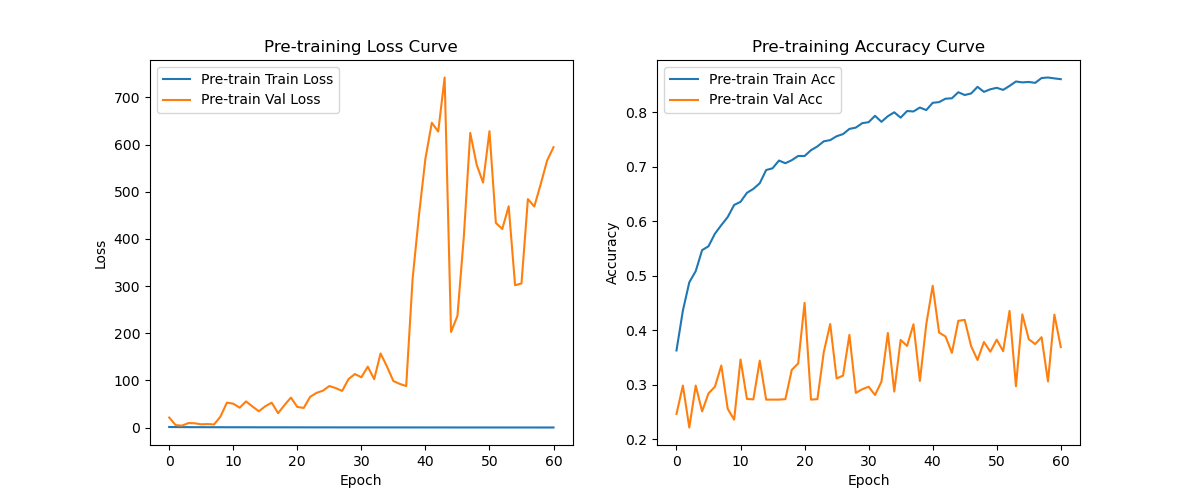 Pre-training Loss Curve
Pre-train Train Loss
Pre-train Val Loss
700
600
500
400
300
200
100
0
Loss
0 10 20 30 40 50 60
Epoch
Pre-training Accuracy Curve
Pre-train Train Acc
Pre-train Val Acc
0.8
0.7
0.6
0.5
0.4
0.3
0.2
Accuracy
0 10 20 30 40 50 60
Epoch